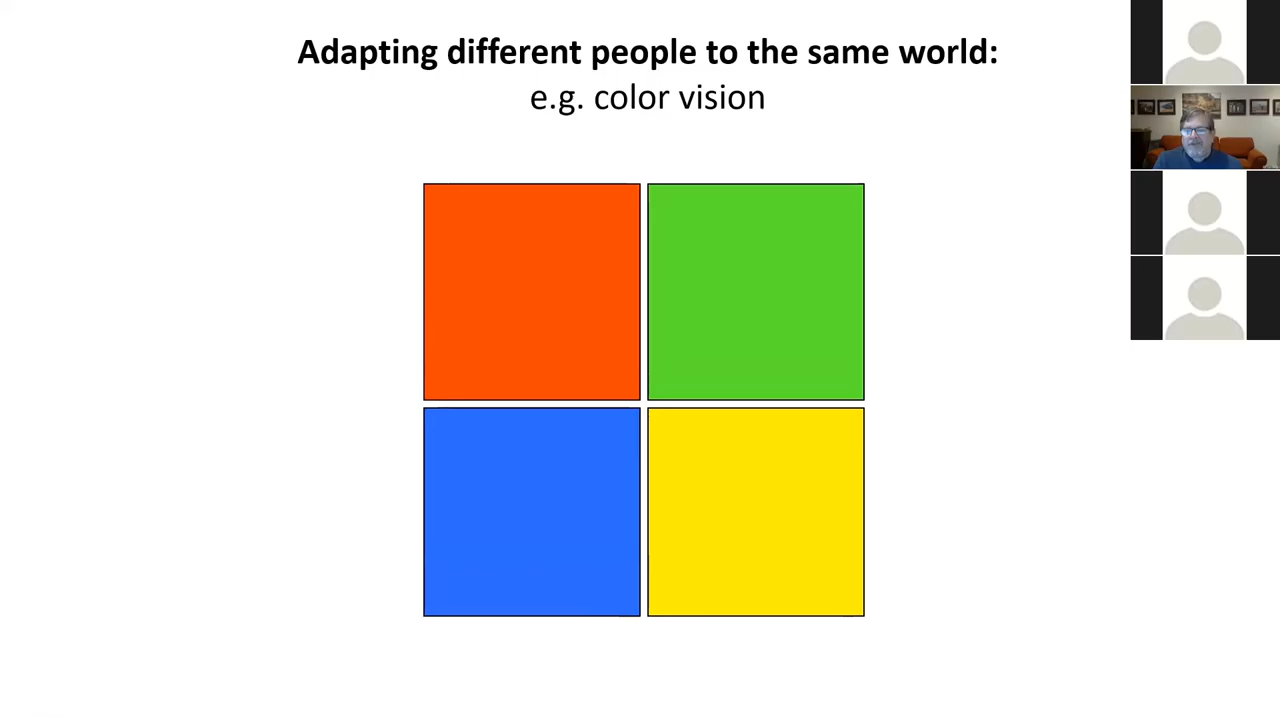 Adapting different people to the same world:
e.g. color vision